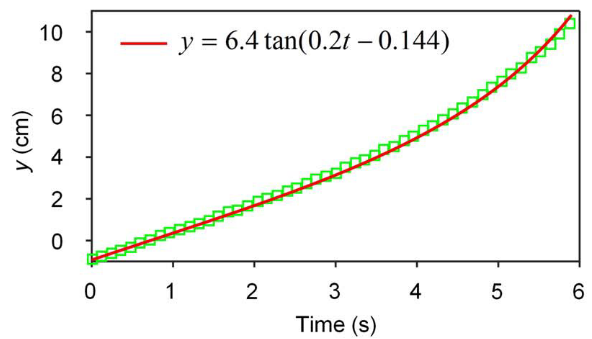 y = 6.4 tan(0.2t − 0.144)
10
8
6
4
2
0
y (cm)
0 1 2 3 4 5 6
Time (s)